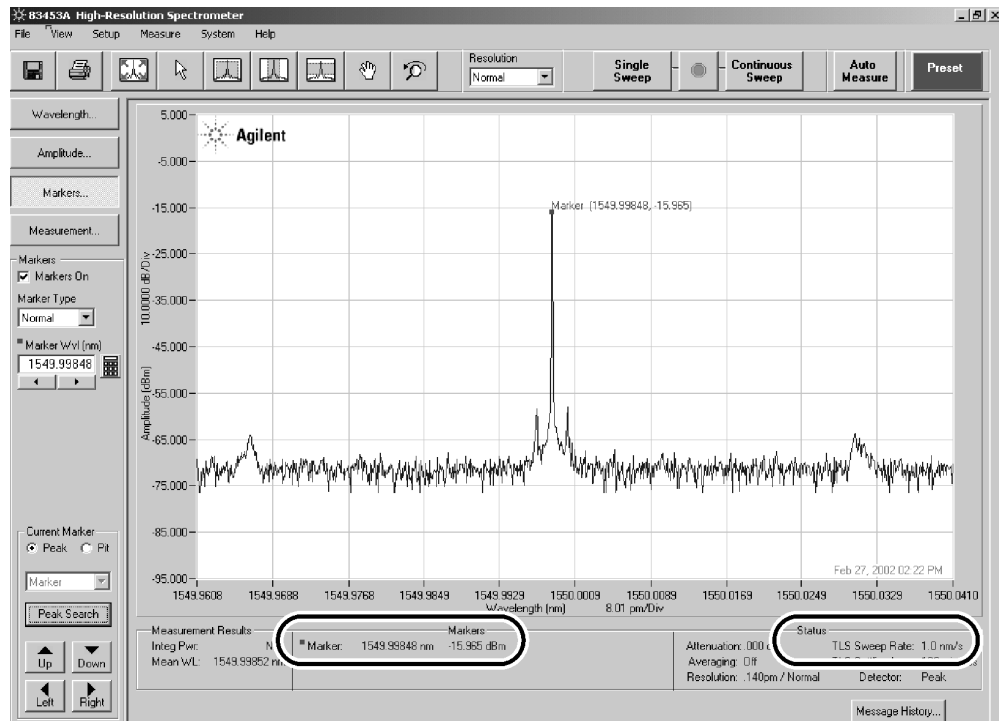 83453A High-Resolution Spectrometer
File View Setup Measure System Help
Resolution
Normal
Single Sweep
Continuous Sweep
Auto Measure
Preset
Wavelength...
Amplitude...
Markers...
Measurement...
Markers
Markers On
Marker Type
Normal
Marker Wvl (nm)
1549.99848
Current Marker
Peak Pit
Marker
Peak Search
Up Down
Left Right
Agilent
Marker (1549.99848, -15.965)
5.000
-5.000
-15.000
-25.000
-35.000
-45.000
-55.000
-65.000
-75.000
-85.000
-95.000
10.0000 dB/Div
Amplitude (dBm)
Feb 27, 2002 02:22 PM
1549.9608 1549.9688 1549.9768 1549.9849 1549.9929 1550.0009 1550.0089 1550.0169 1550.0249 1550.0329 1550.0410
Wavelength (nm) 8.01 pm/Div
Measurement Results
Integ Pwr:
Mean WL: 1549.99852 nm
Markers
Marker: 1549.99848 nm -15.965 dBm
Status
Attenuation: .000 TLS Sweep Rate: 1.0 nm/s
Averaging: Off
Resolution: .140pm / Normal Detector: Peak
Message History...